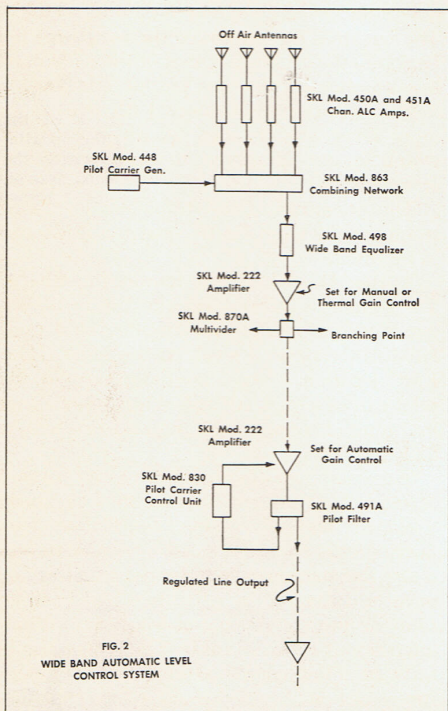 Off Air Antennas
SKL Mod. 450A and 451A
Chan. ALC Amps.
SKL Mod. 448
Pilot Carrier Gen.
SKL Mod. 863
Combining Network
SKL Mod. 498
Wide Band Equalizer
SKL Mod. 222
Amplifier
Set for Manual or
Thermal Gain Control
SKL Mod. 870A
Multivider
Branching Point
SKL Mod. 222
Amplifier
Set for Automatic
Gain Control
SKL Mod. 830
Pilot Carrier
Control Unit
SKL Mod. 491A
Pilot Filter
Regulated Line Output
FIG. 2
WIDE BAND AUTOMATIC LEVEL
CONTROL SYSTEM